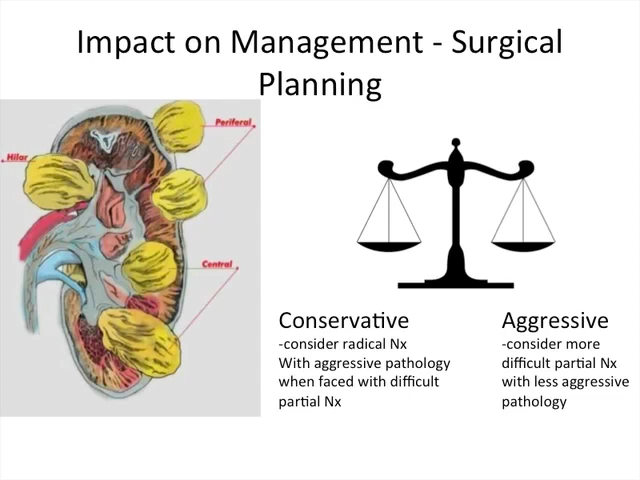 Impact on Management - Surgical
Planning
Periferal
Hilar
Central
Conservative
-consider radical Nx
With aggressive pathology
when faced with difficult
partial Nx
Aggressive
-consider more
difficult partial Nx
with less aggressive
pathology